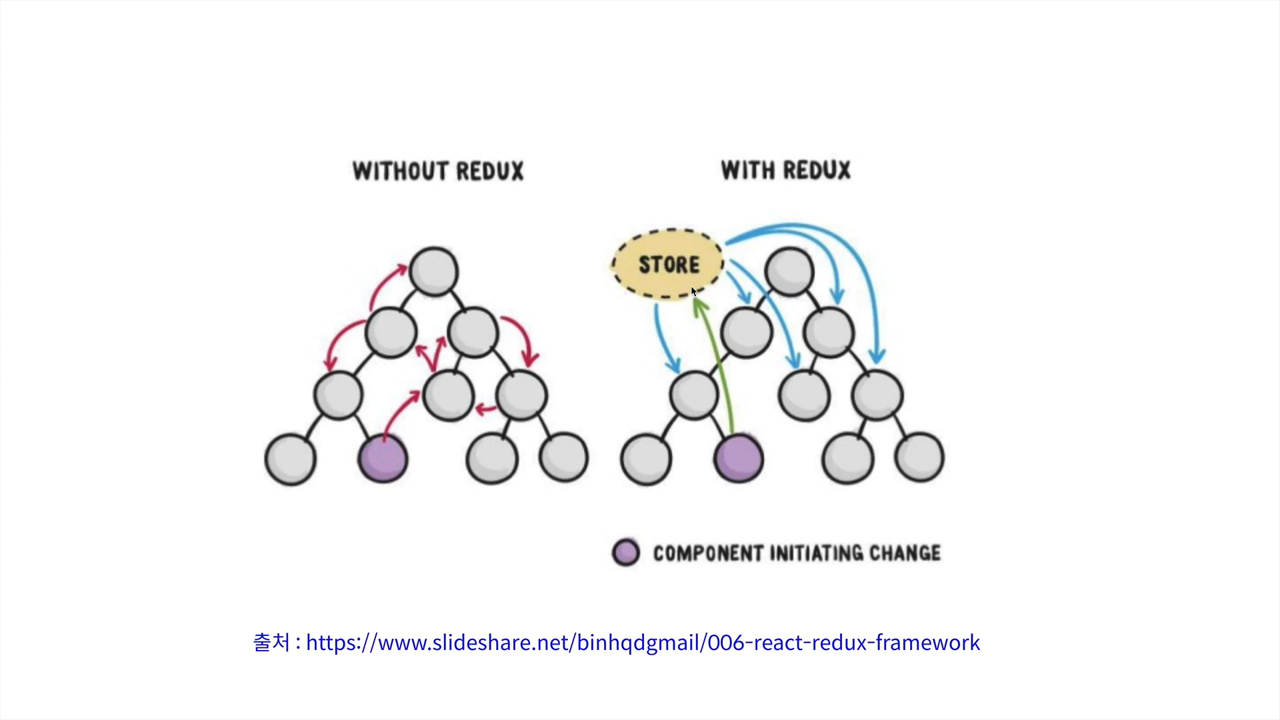 WITHOUT REDUX
WITH REDUX
STORE
COMPONENT INITIATING CHANGE
출처 : https://www.slideshare.net/binhqdgmail/006-react-redux-framework